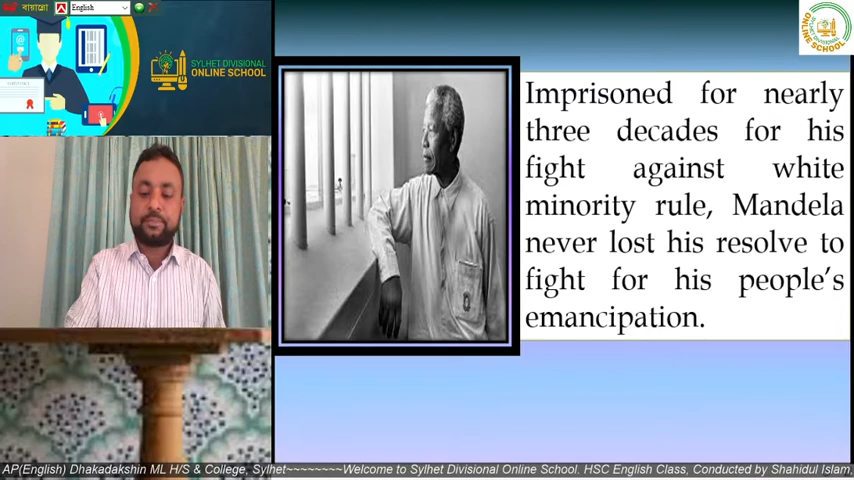 বায়ান্নো
English
SYLHET DIVISIONAL
ONLINE SCHOOL
SYLHET DIVISIONAL
ONLINE SCHOOL
Imprisoned for nearly
three decades for his
fight against white
minority rule, Mandela
never lost his resolve to
fight for his people's
emancipation.
AP(English) Dhakadakshin ML H/S & College, Sylhet~~~~~~~~Welcome to Sylhet Divisional Online School. HSC English Class, Conducted by Shahidul Islam,